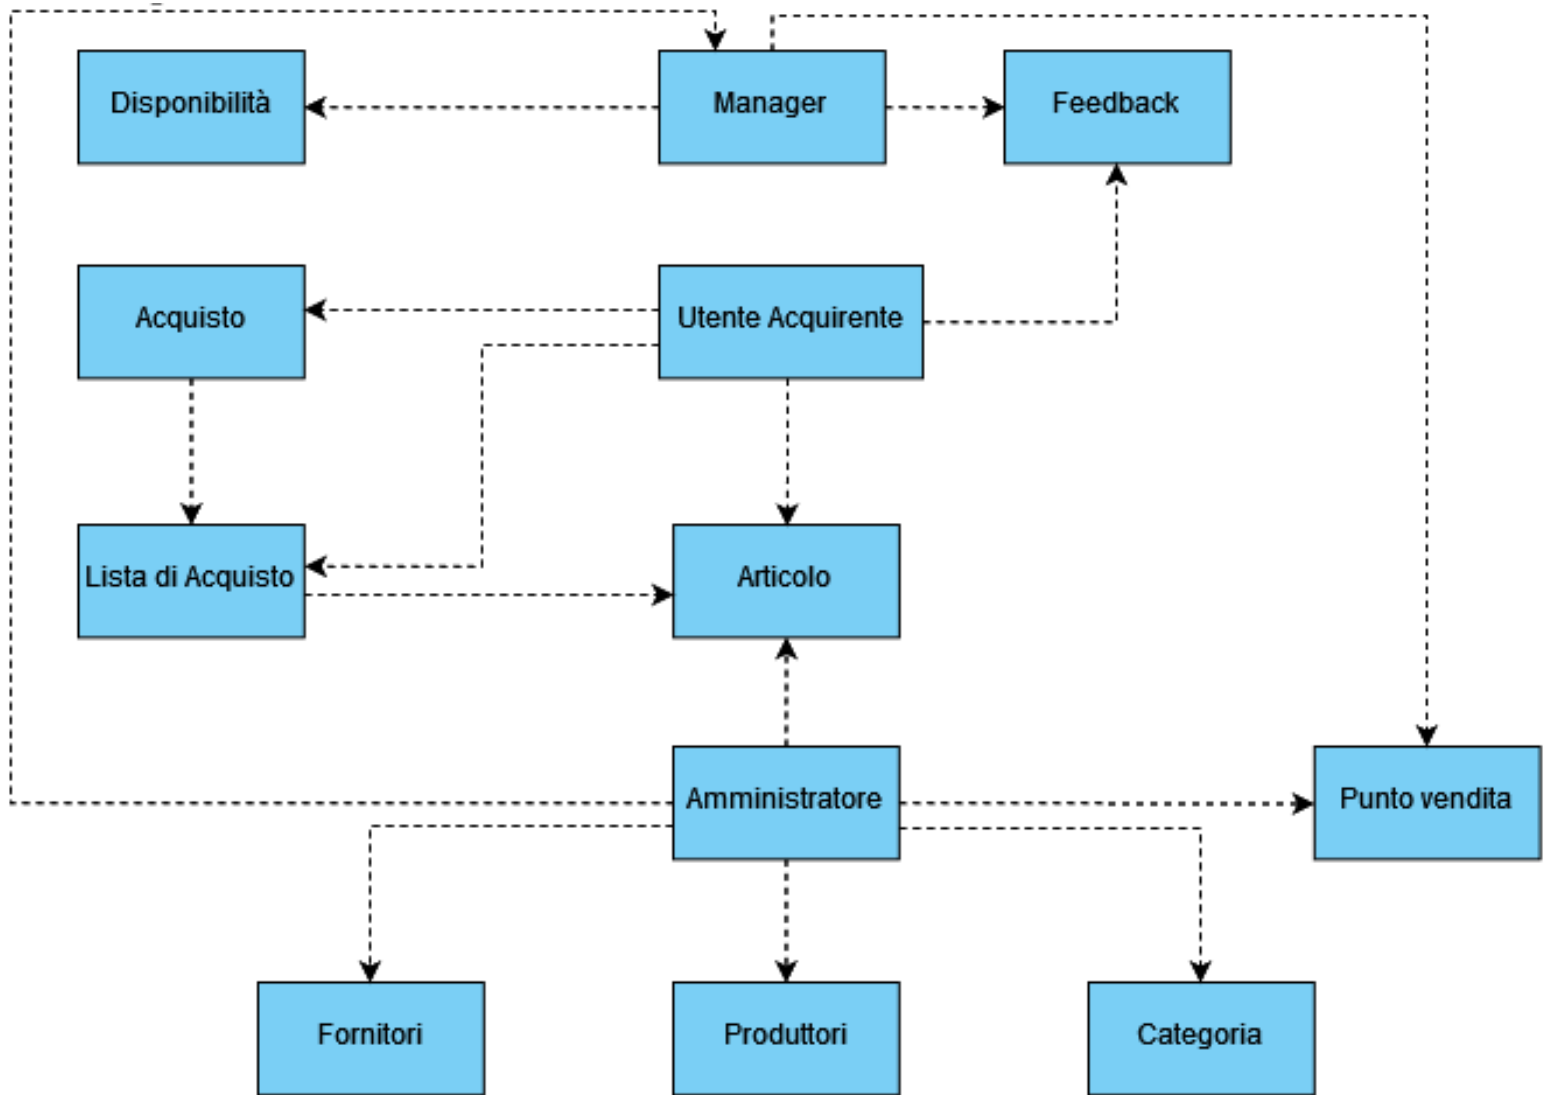 Disponibilità
Manager
Feedback
Acquisto
Utente Acquirente
Lista di Acquisto
Articolo
Amministratore
Punto vendita
Fornitori
Produttori
Categoria